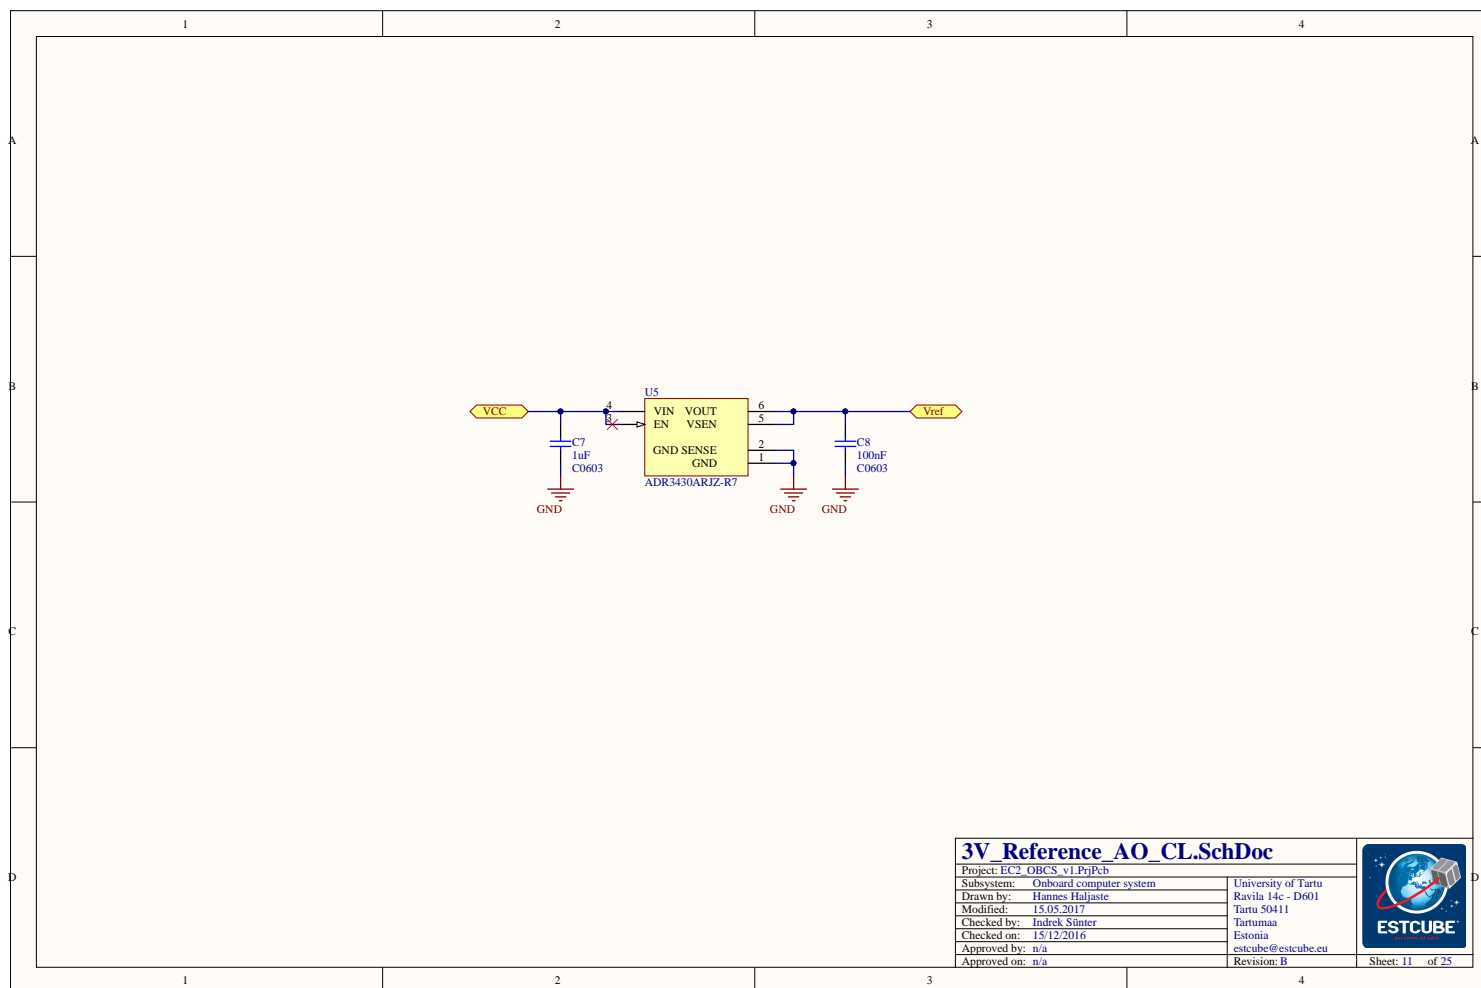 1 2 3 4
A A
B B
U5
VCC 4 VIN VOUT 6 Vref
3 EN VSEN 5
C7 GND SENSE 2 C8
1uF GND 1 100nF
C0603 C0603
ADR3430ARJZ-R7
GND GND GND
C C
D D
3V_Reference_AO_CL.SchDoc
Project: EC2_OBCS_v1.PrjPcb
Subsystem: Onboard computer system University of Tartu
Drawn by: Hannes Haljaste Ravila 14c - D601
Modified: 15.05.2017 Tartu 50411
Checked by: Indrek Sünter Tartumaa
Checked on: 15/12/2016 Estonia
Approved by: n/a estcube@estcube.eu
Approved on: n/a Revision: B Sheet: 11 of 25
ESTCUBE
1 2 3 4